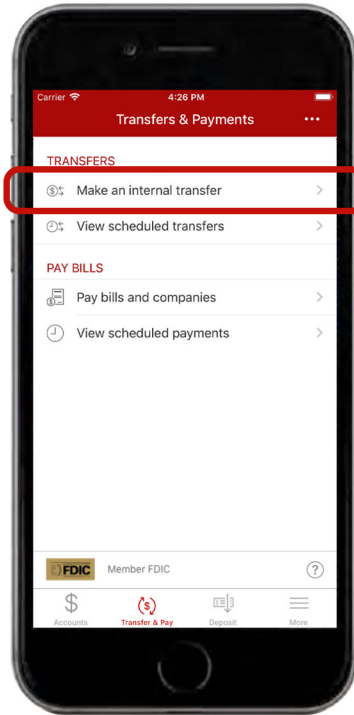 Carrier 4:26 PM
Transfers & Payments
TRANSFERS
Make an internal transfer
View scheduled transfers
PAY BILLS
Pay bills and companies
View scheduled payments
FDIC Member FDIC ?
Accounts Transfer & Pay Deposit More